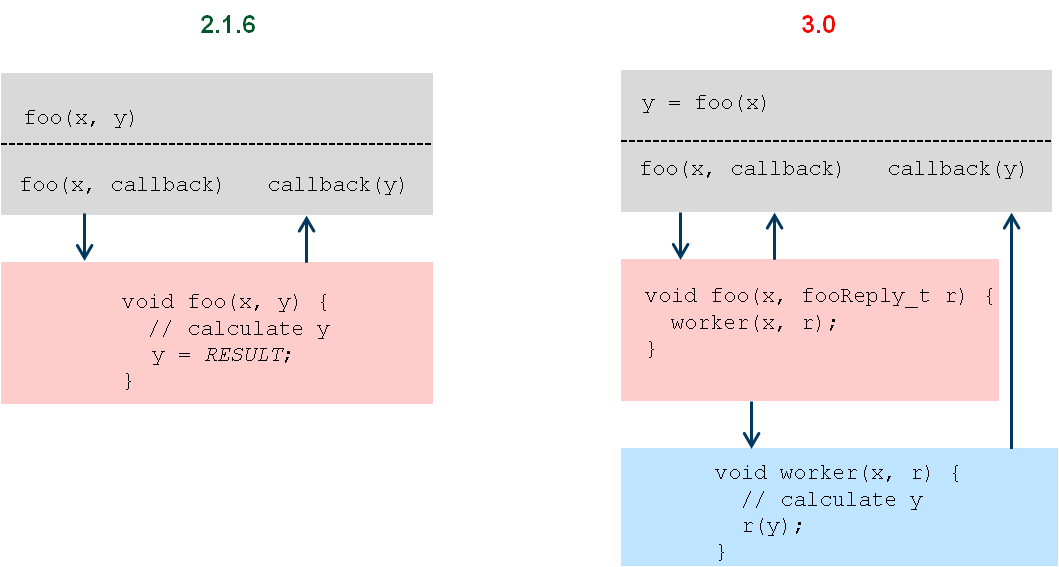 2.1.6
foo(x, y)
foo(x, callback) callback(y)
void foo(x, y) {
// calculate y
y = RESULT;
}
3.0
y = foo(x)
foo(x, callback) callback(y)
void foo(x, fooReply_t r) {
worker(x, r);
}
void worker(x, r) {
// calculate y
r(y);
}